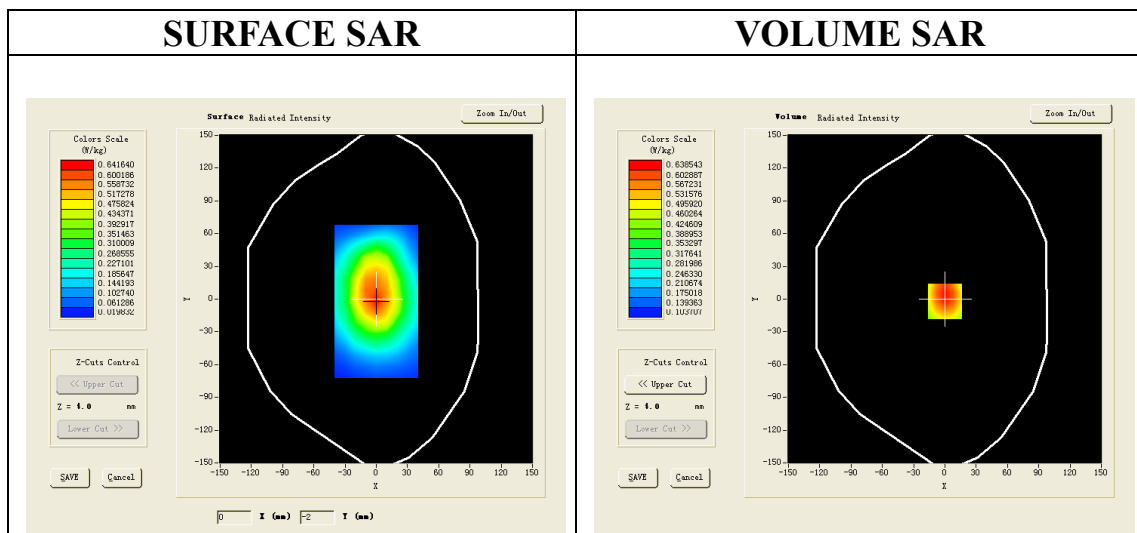 SURFACE SAR
Surface Radiated Intensity
Zoom In/Out
Colors Scale
(W/kg)
0.641640
0.600186
0.558732
0.517278
0.475824
0.434371
0.392917
0.351463
0.310009
0.268555
0.227101
0.185647
0.144193
0.102740
0.061286
0.019832
150
120
90
60
30
0
-30
-60
-90
-120
-150
Y
-150 -120 -90 -60 -30 0 30 60 90 120 150
X
Z-Cuts Control
<< Upper Cut
Z = 4.0 mm
Lower Cut >>
SAVE Cancel
0 X (mm) -2 Y (mm)
VOLUME SAR
Volume Radiated Intensity
Zoom In/Out
Colors Scale
(W/kg)
0.638543
0.602887
0.567231
0.531576
0.495920
0.460264
0.424609
0.388953
0.353297
0.317641
0.281986
0.246330
0.210674
0.175018
0.139363
0.103707
150
120
90
60
30
0
-30
-60
-90
-120
-150
Y
-150 -120 -90 -60 -30 0 30 60 90 120 150
X
Z-Cuts Control
<< Upper Cut
Z = 4.0 mm
Lower Cut >>
SAVE Cancel